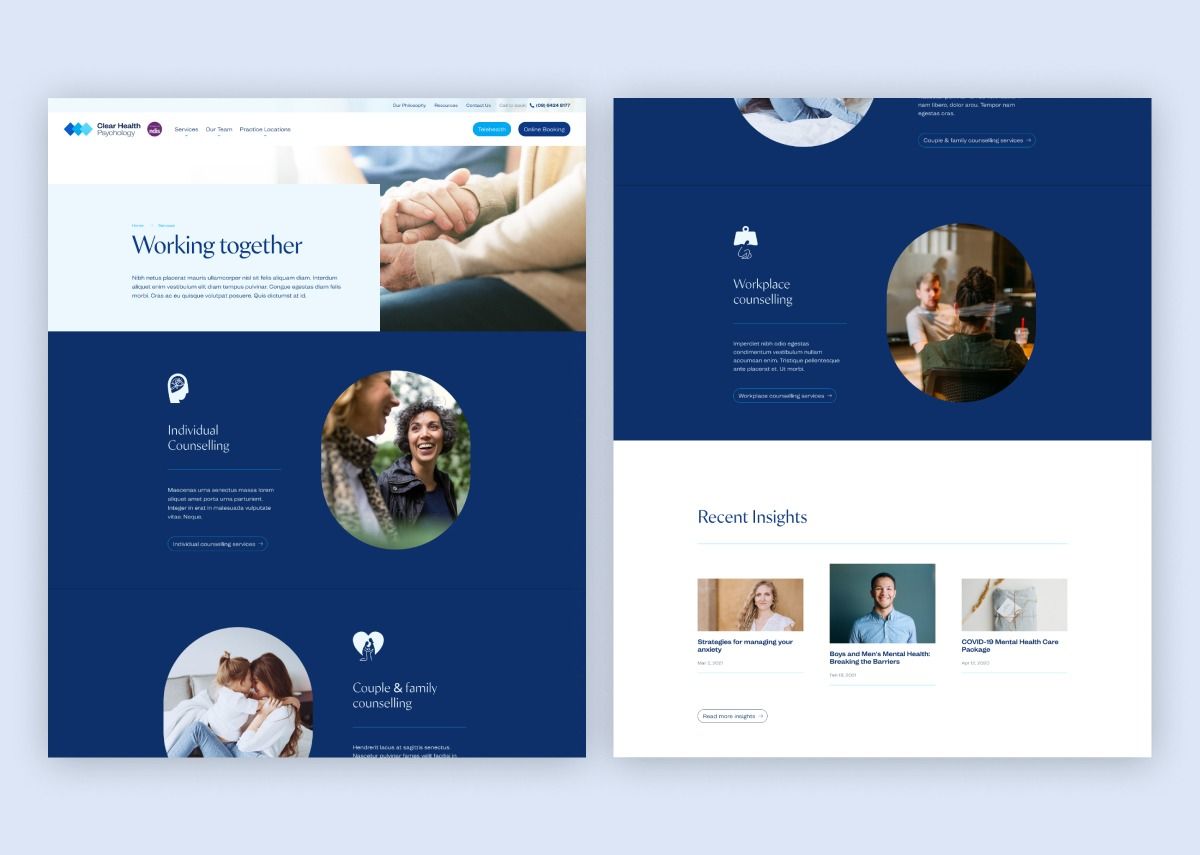 Our Philosophy Resources Contact Us Call to book: (08) 6424 8177
Clear Health
Psychology
ndis
Services Our Team Practice Locations
Telehealth Online Booking
Home Services
Working together
Nibh netus placerat mauris ullamcorper nisl sit felis aliquam diam. Interdum
aliquet enim vestibulum elit diam tempus pulvinar. Congue egestas diam felis
morbi. Cras ac eu quisque volutpat posuere. Quis dictumst at id.
Individual
Counselling
Maecenas urna senectus massa lorem
aliquet amet porta urna parturient.
Integer in erat in malesuada vulputate
vitae. Neque.
Individual counselling services →
Couple & family
counselling
Hendrerit lacus at sagittis senectus.
Nascetur pulvinar fames velit facilisi in
nam libero, dolor arcu. Tempor nam
egestas cras.
Couple & family counselling services →
Workplace
counselling
Imperdiet nibh odio egestas
condimentum vestibulum nullam
accumsan enim. Tristique pellentesque
ante placerat et. Ut morbi.
Workplace counselling services →
Recent Insights
Strategies for managing your
anxiety
Mar 2, 2021
Boys and Men's Mental Health:
Breaking the Barriers
Feb 18, 2021
COVID-19 Mental Health Care
Package
Apr 12, 2020
Read more insights →